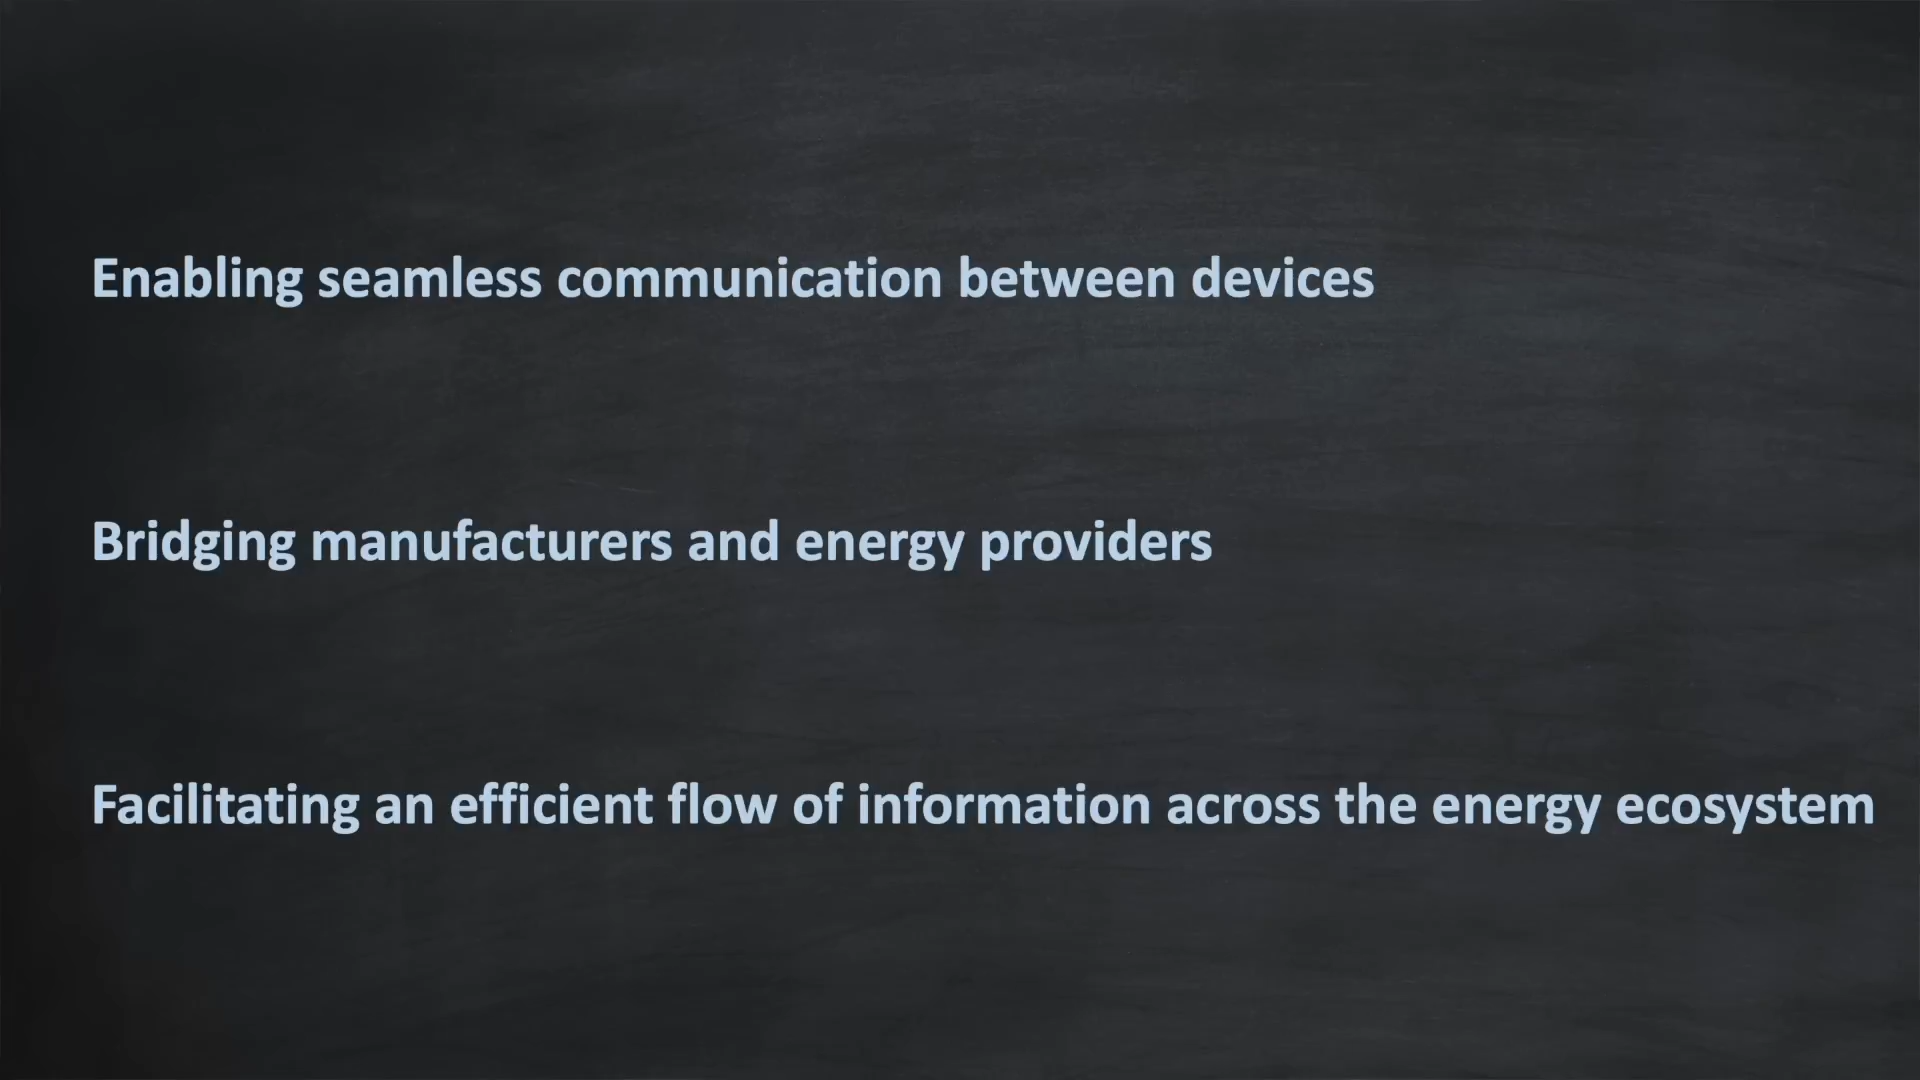 Enabling seamless communication between devices
Bridging manufacturers and energy providers
Facilitating an efficient flow of information across the energy ecosystem